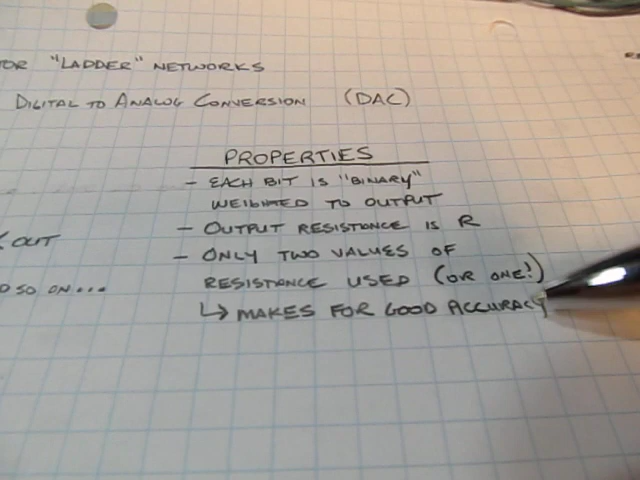 OR "LADDER" NETWORKS
DIGITAL TO ANALOG CONVERSION (DAC)
PROPERTIES
- EACH BIT IS "BINARY"
WEIGHTED TO OUTPUT
- OUTPUT RESISTANCE IS R
OUT
- ONLY TWO VALUES OF
RESISTANCE USED (OR ONE!)
SO ON...
↳ MAKES FOR GOOD ACCURACY